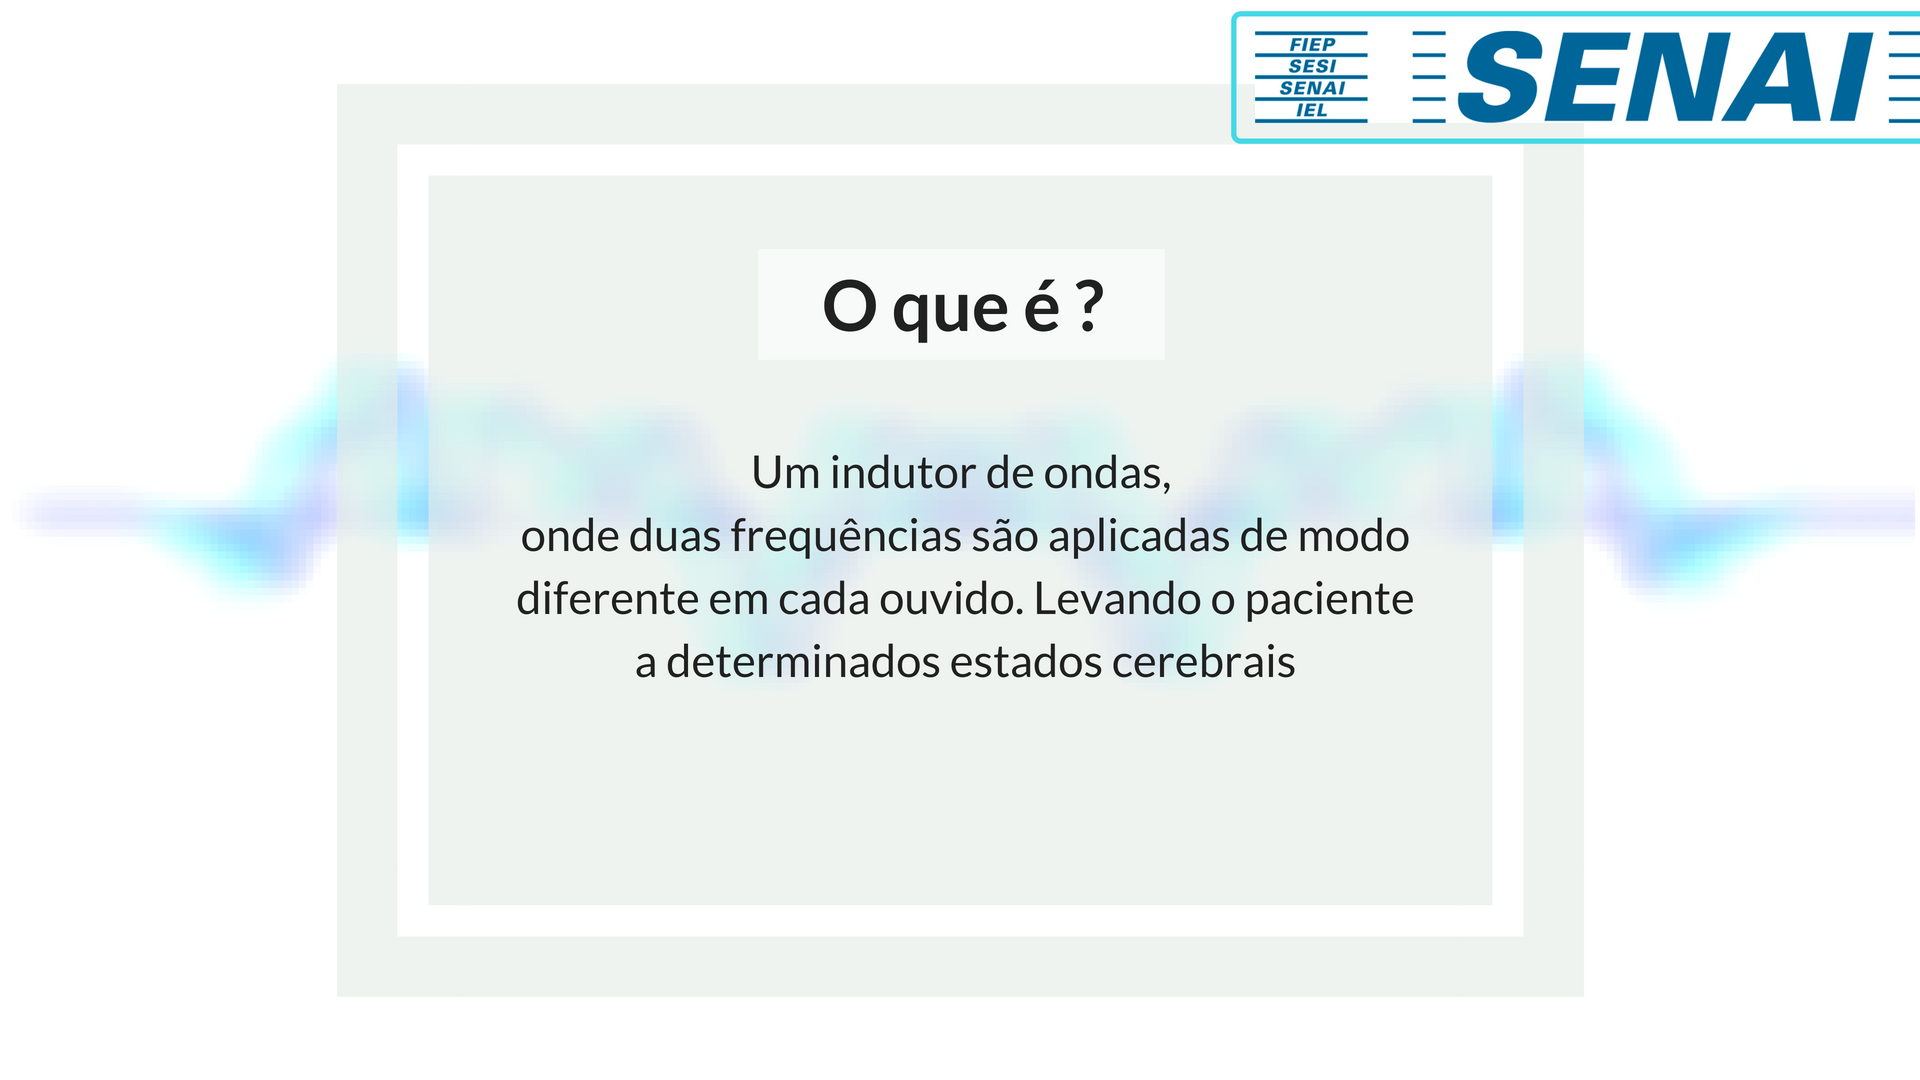 FIEP
SESI
SENAI
IEL
SENAI
O que é ?
Um indutor de ondas,
onde duas frequências são aplicadas de modo
diferente em cada ouvido. Levando o paciente
a determinados estados cerebrais